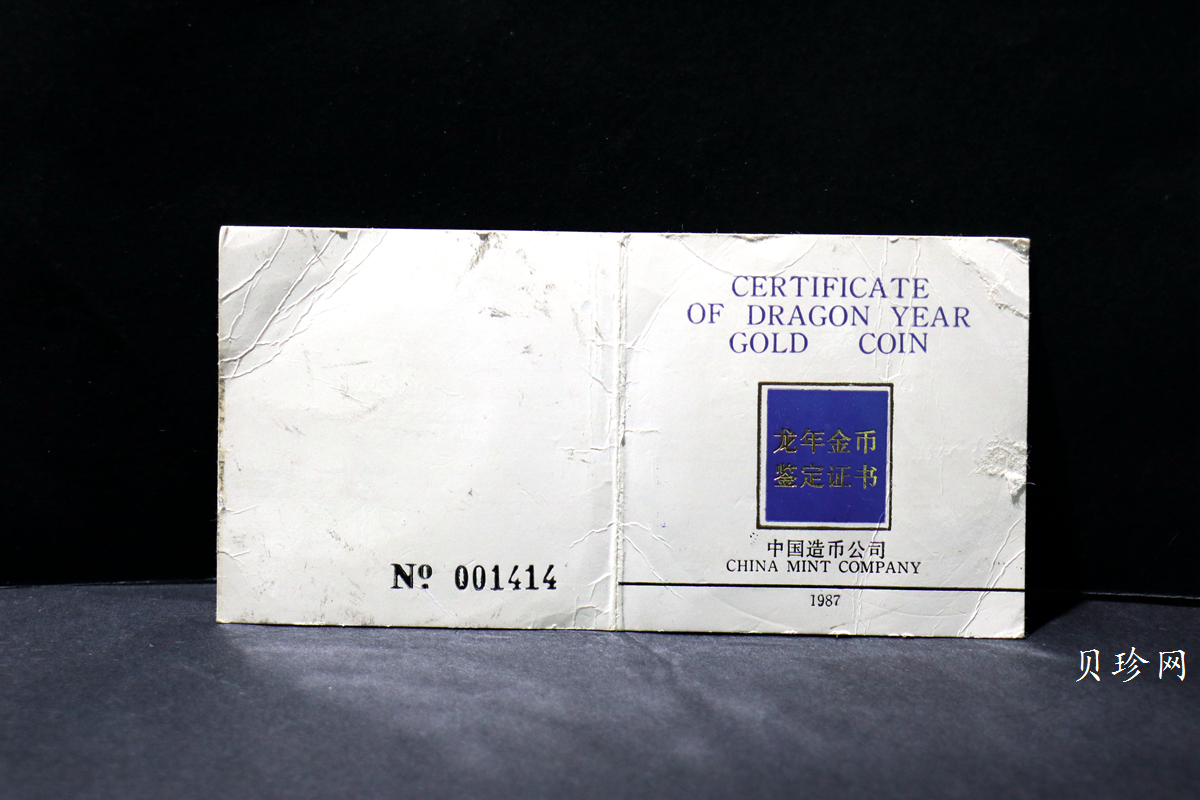 Nº 001414
CERTIFICATE
OF DRAGON YEAR
GOLD COIN
龙年金币
鉴定证书
中国造币公司
CHINA MINT COMPANY
1987
贝珍网